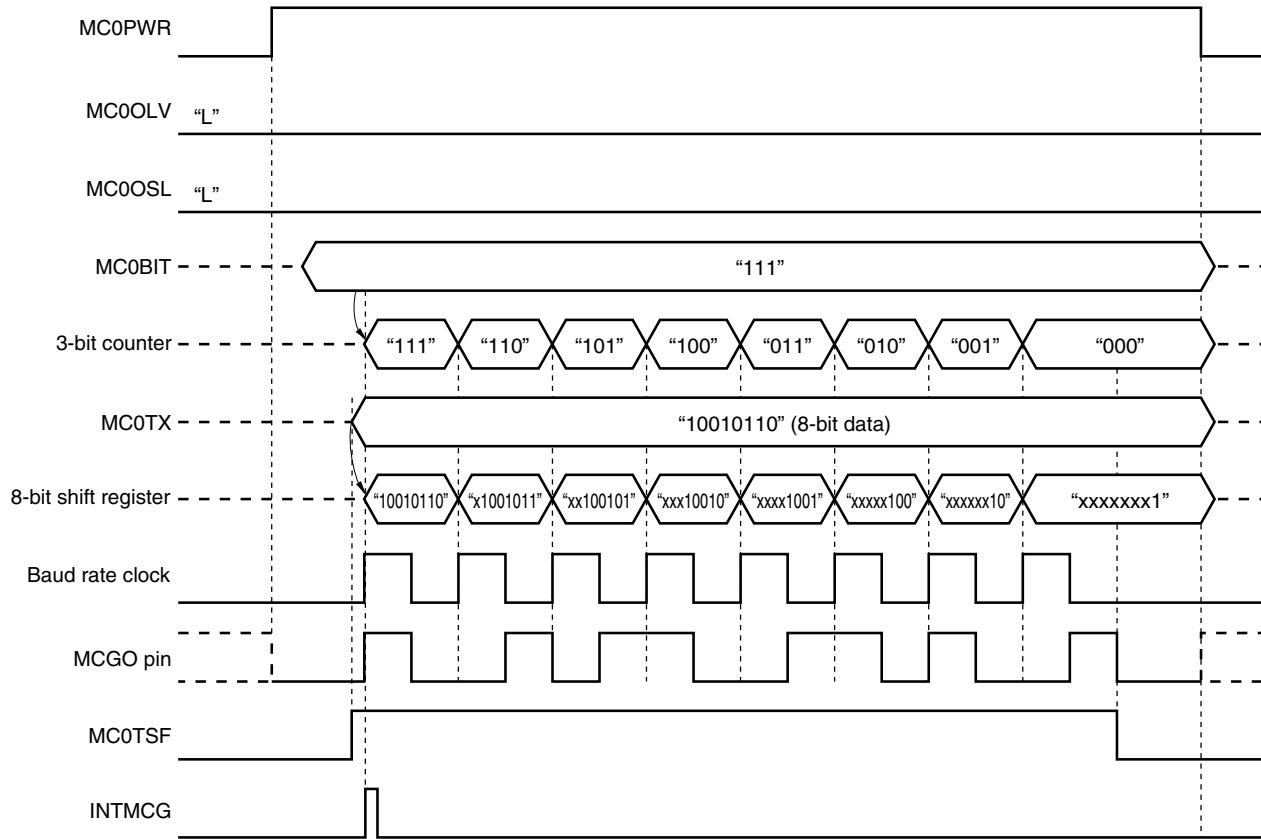 MC0PWR
MC0OLV “L”
MC0OSL “L”
MC0BIT “111”
3-bit counter “111” “110” “101” “100” “011” “010” “001” “000”
MC0TX “10010110” (8-bit data)
8-bit shift register “10010110” “x1001011” “xx100101” “xxx10010” “xxxx1001” “xxxxx100” “xxxxxx10” “xxxxxxx1”
Baud rate clock
MCGO pin
MC0TSF
INTMCG